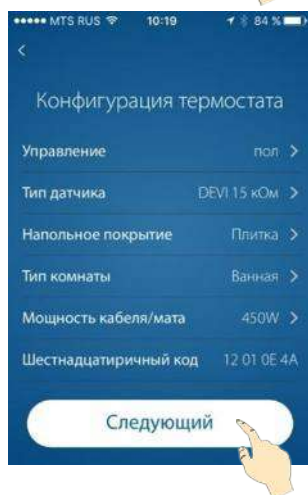 MTS RUS 10:19 84 %
Конфигурация термостата
Управление пол
Тип датчика DEVI 15 кОм
Напольное покрытие Плитка
Тип комнаты Ванная
Мощность кабеля/мата 450W
Шестнадцатиричный код 12 01 0E 4A
Следующий